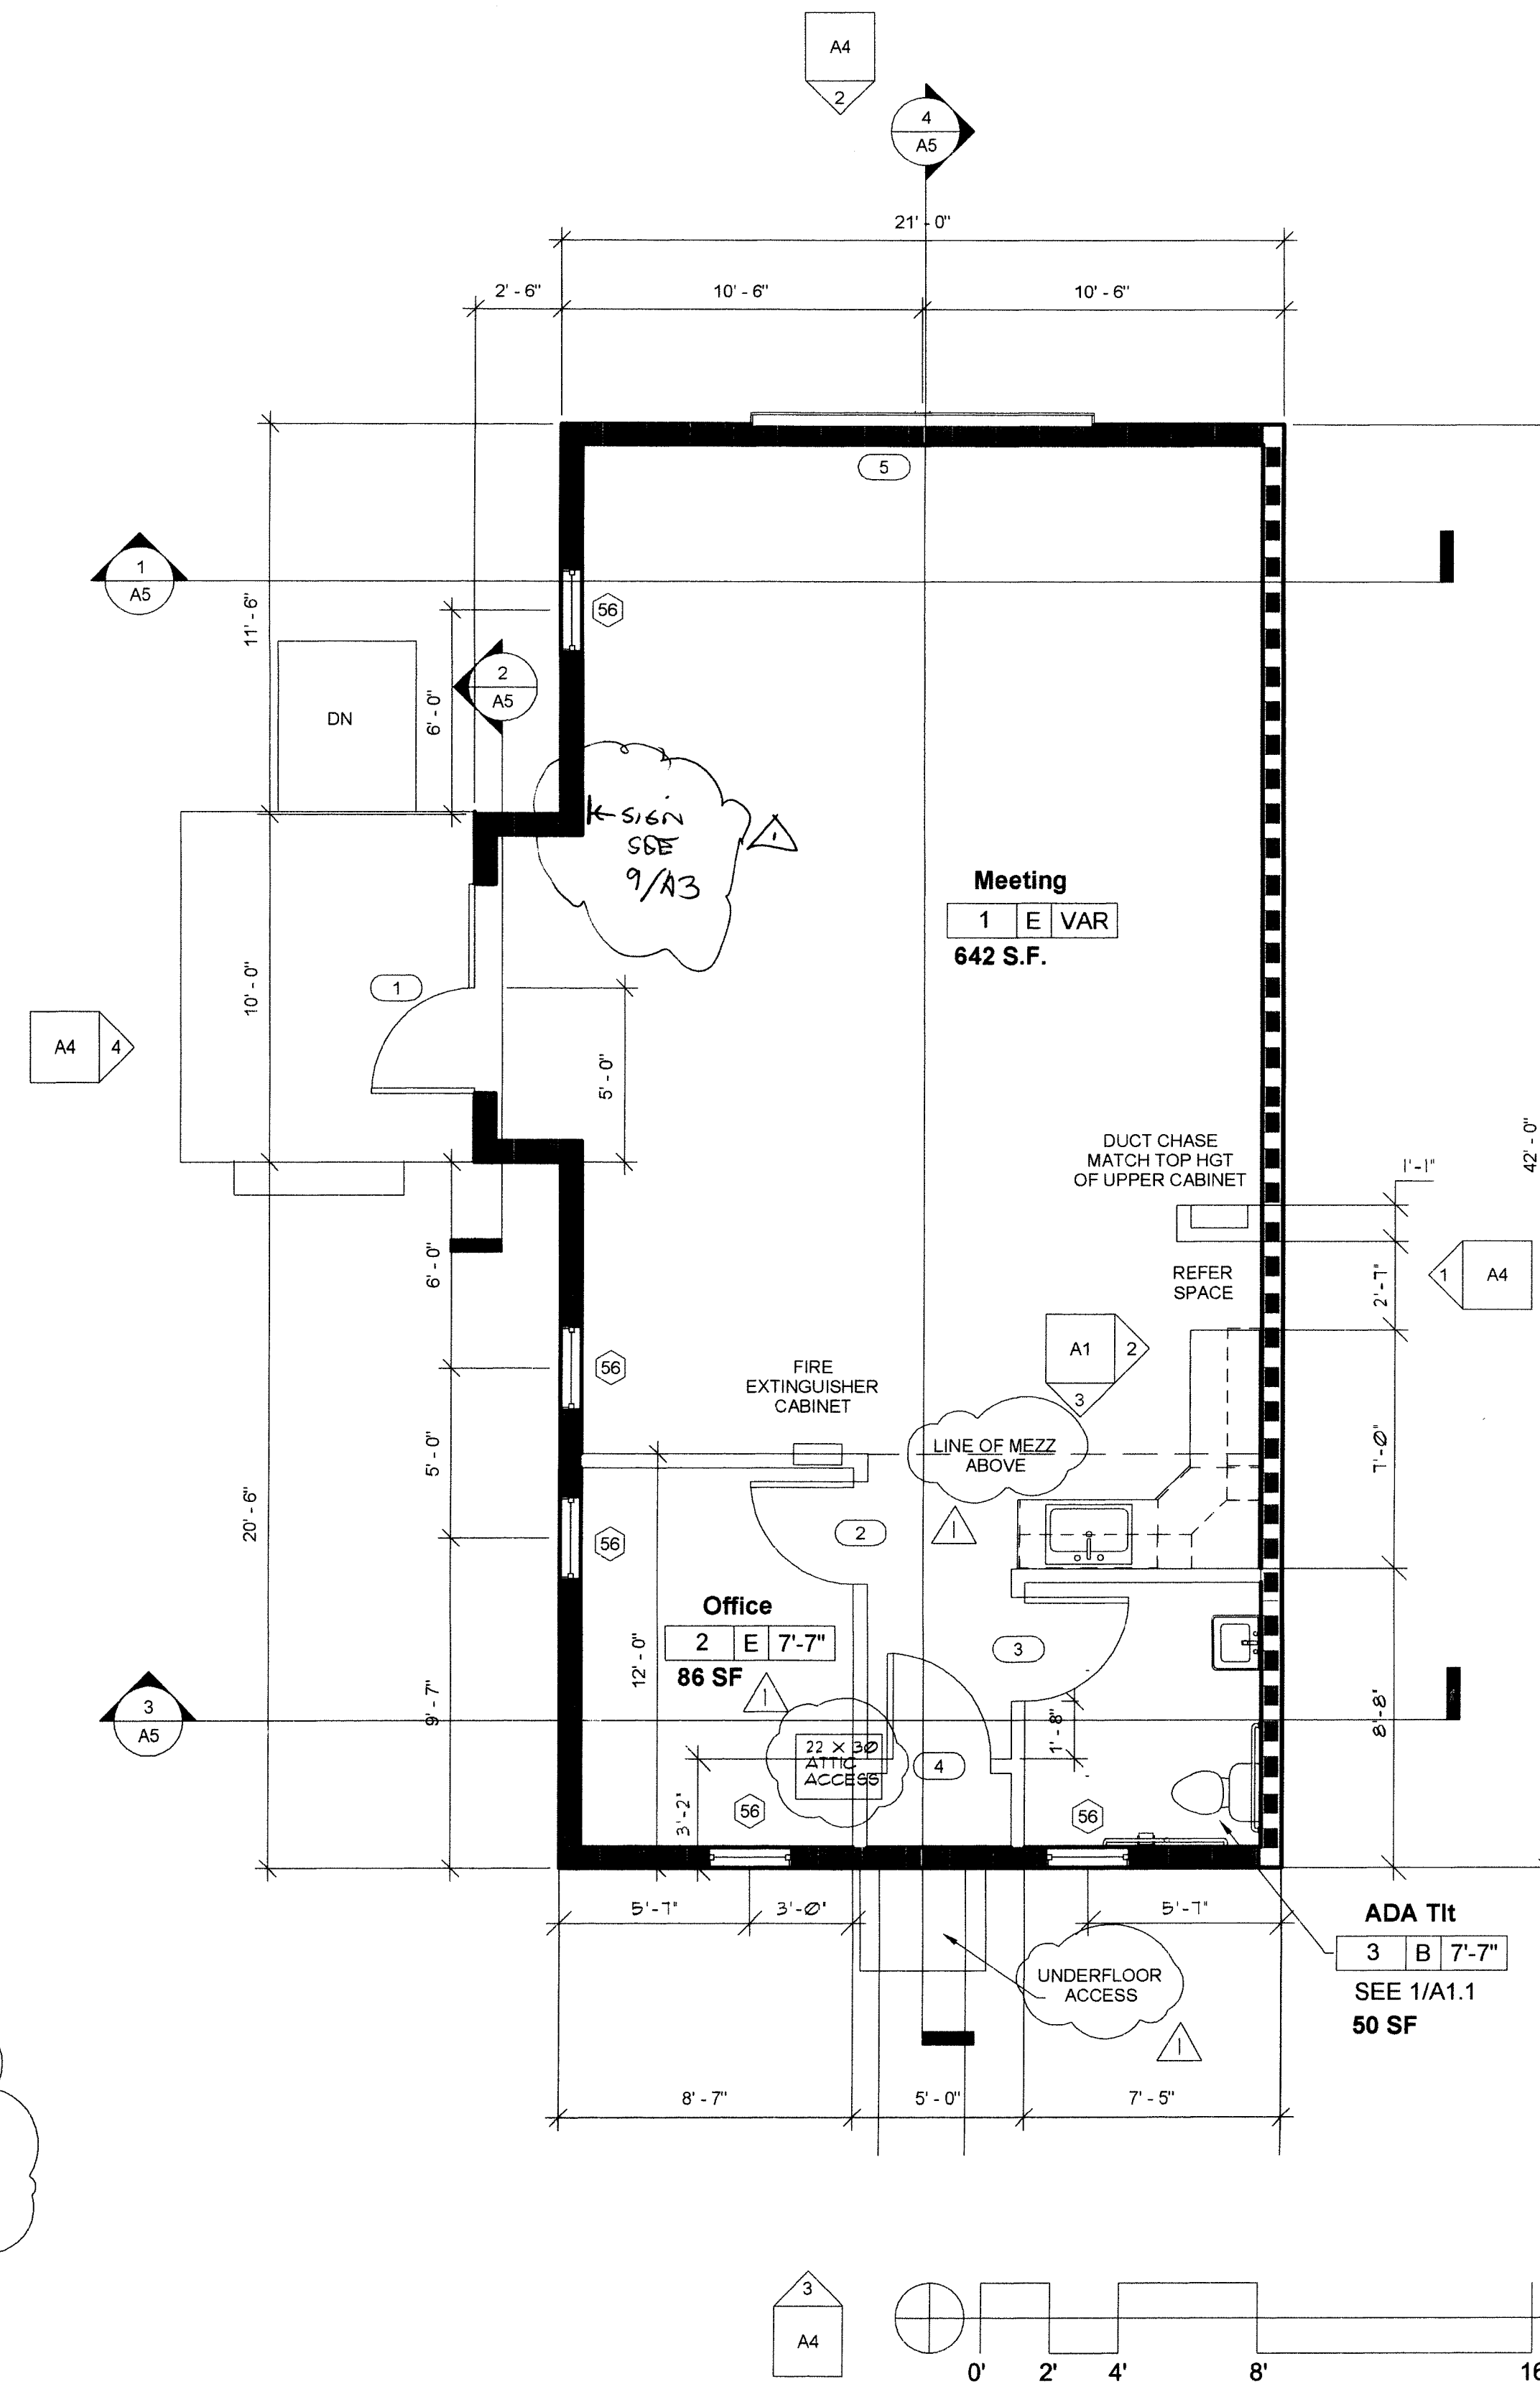 A4
2
4
A5
21' - 0"
2' - 6"
10' - 6"
10' - 6"
5
1
A5
11' - 6"
56
6' - 0"
2
A5
DN
SIGN
SEE
9/A3
1
Meeting
1 E VAR
642 S.F.
10' - 0"
1
A4 4
5' - 0"
42' - 0"
DUCT CHASE
MATCH TOP HGT
OF UPPER CABINET
1'-1"
6' - 0"
REFER
SPACE
2'-7"
1 A4
A1 2
3
56
FIRE
EXTINGUISHER
CABINET
5' - 0"
LINE OF MEZZ
ABOVE
7'-0"
20' - 6"
56
2
1
Office
2 E 7'-7"
86 SF
1
12' - 0"
3
3
A5
9' - 7"
1' - 8"
8'-8"
22 X 30
ATTIC
ACCESS
4
3'-2"
56
56
5'-7"
3'-0"
5'-7"
ADA Tlt
3 B 7'-7"
SEE 1/A1.1
50 SF
UNDERFLOOR
ACCESS
1
8' - 7"
5' - 0"
7' - 5"
3
A4
0' 2' 4' 8' 16